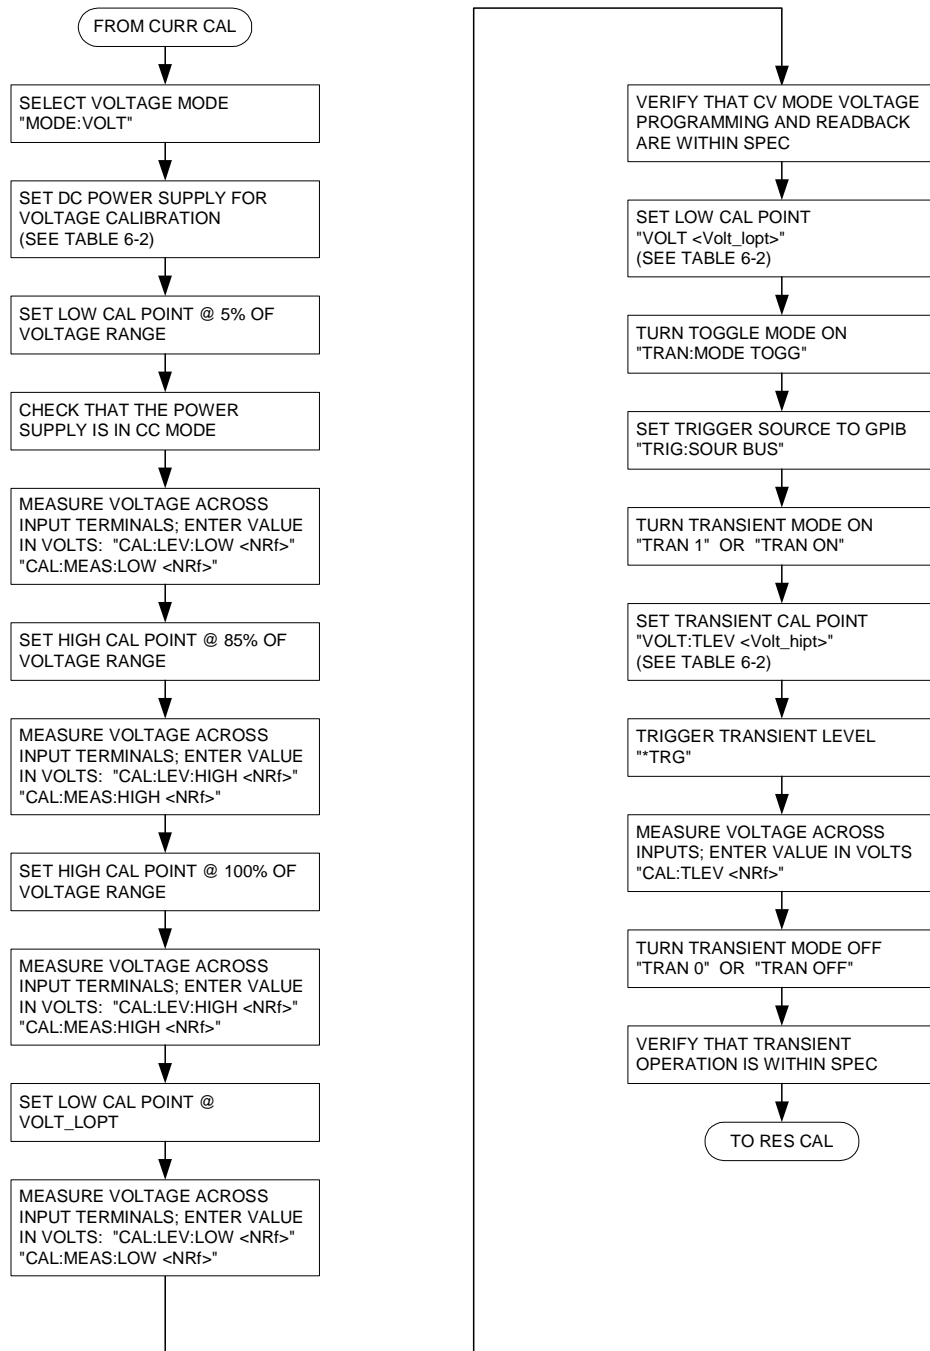 FROM CURR CAL
SELECT VOLTAGE MODE
"MODE:VOLT"
SET DC POWER SUPPLY FOR
VOLTAGE CALIBRATION
(SEE TABLE 6-2)
SET LOW CAL POINT @ 5% OF
VOLTAGE RANGE
CHECK THAT THE POWER
SUPPLY IS IN CC MODE
MEASURE VOLTAGE ACROSS
INPUT TERMINALS; ENTER VALUE
IN VOLTS:  "CAL:LEV:LOW <NRf>"
"CAL:MEAS:LOW <NRf>"
SET HIGH CAL POINT @ 85% OF
VOLTAGE RANGE
MEASURE VOLTAGE ACROSS
INPUT TERMINALS; ENTER VALUE
IN VOLTS:  "CAL:LEV:HIGH <NRf>"
"CAL:MEAS:HIGH <NRf>"
SET HIGH CAL POINT @ 100% OF
VOLTAGE RANGE
MEASURE VOLTAGE ACROSS
INPUT TERMINALS; ENTER VALUE
IN VOLTS:  "CAL:LEV:HIGH <NRf>"
"CAL:MEAS:HIGH <NRf>"
SET LOW CAL POINT @
VOLT_LOPT
MEASURE VOLTAGE ACROSS
INPUT TERMINALS; ENTER VALUE
IN VOLTS:  "CAL:LEV:LOW <NRf>"
"CAL:MEAS:LOW <NRf>"
VERIFY THAT CV MODE VOLTAGE
PROGRAMMING AND READBACK
ARE WITHIN SPEC
SET LOW CAL POINT
"VOLT <Volt_lopt>"
(SEE TABLE 6-2)
TURN TOGGLE MODE ON
"TRAN:MODE TOGG"
SET TRIGGER SOURCE TO GPIB
"TRIG:SOUR BUS"
TURN TRANSIENT MODE ON
"TRAN 1"  OR  "TRAN ON"
SET TRANSIENT CAL POINT
"VOLT:TLEV <Volt_hipt>"
(SEE TABLE 6-2)
TRIGGER TRANSIENT LEVEL
"*TRG"
MEASURE VOLTAGE ACROSS
INPUTS; ENTER VALUE IN VOLTS
"CAL:TLEV <NRf>"
TURN TRANSIENT MODE OFF
"TRAN 0"  OR  "TRAN OFF"
VERIFY THAT TRANSIENT
OPERATION IS WITHIN SPEC
TO RES CAL